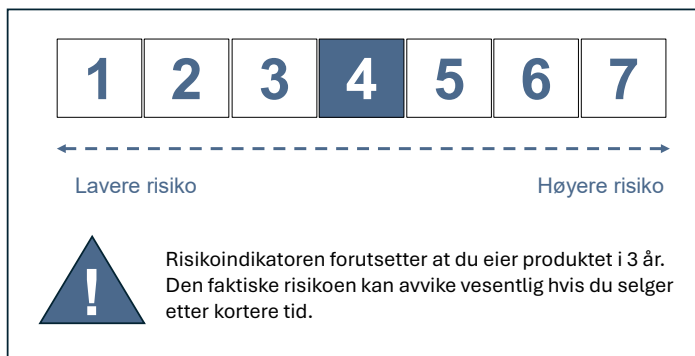 1 2 3 4 5 6 7
Lavere risiko Høyere risiko
!
Risikoindikatoren forutsetter at du eier produktet i 3 år.
Den faktiske risikoen kan avvike vesentlig hvis du selger
etter kortere tid.